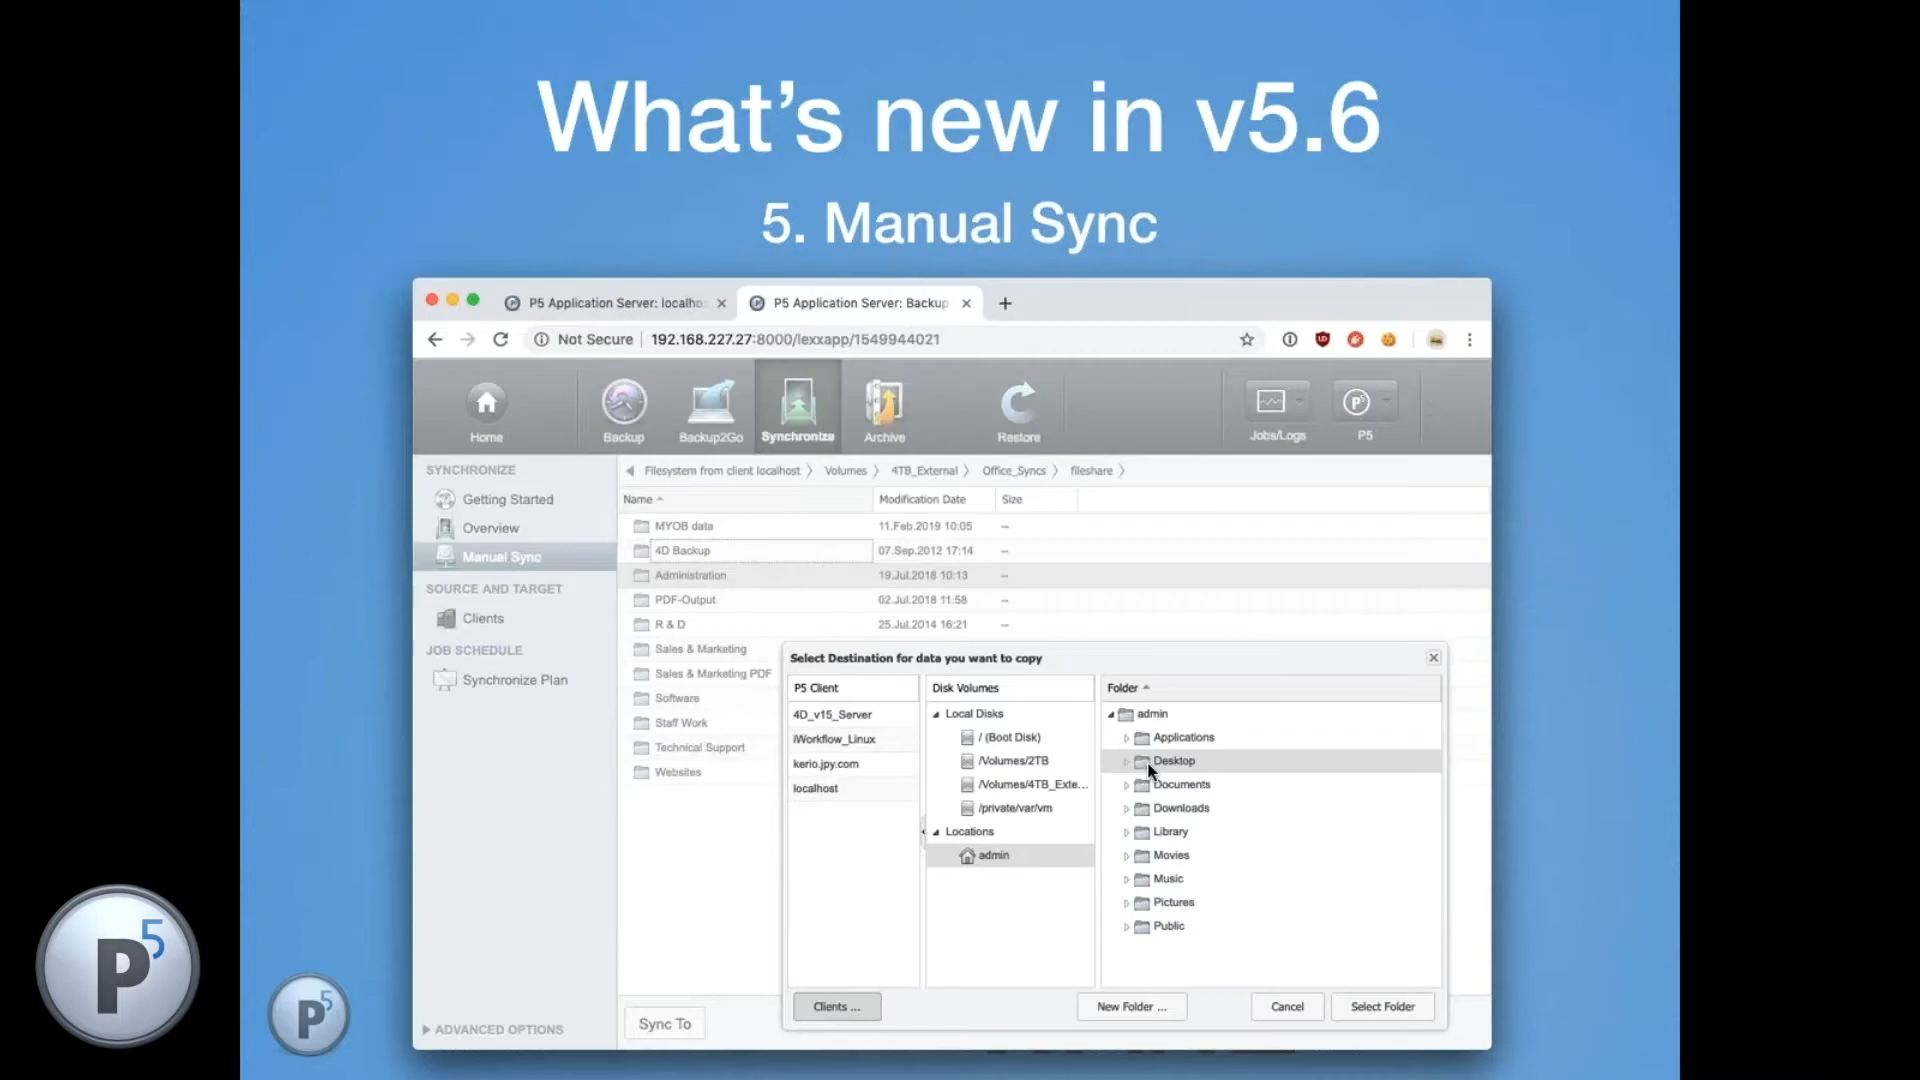 What's new in v5.6
5. Manual Sync
P5 Application Server: localho
P5 Application Server: Backup
Not Secure 192.168.227.27:8000/lexxapp/1549944021
Home
Backup
Backup2Go
Synchronize
Archive
Restore
Jobs/Logs
P5
SYNCHRONIZE
Getting Started
Overview
Manual Sync
SOURCE AND TARGET
Clients
JOB SCHEDULE
Synchronize Plan
ADVANCED OPTIONS
Filesystem from client localhost Volumes 4TB_External Office_Syncs fileshare
Name Modification Date Size
MYOB data 11.Feb.2019 10:05 --
4D Backup 07.Sep.2012 17:14 --
Administration 19.Jul.2018 10:13 --
PDF-Output 02.Jul.2018 11:58 --
R & D 25.Jul.2014 16:21 --
Sales & Marketing
Sales & Marketing PDF
Software
Staff Work
Technical Support
Websites
Sync To
Select Destination for data you want to copy
P5 Client
4D_v15_Server
iWorkflow_Linux
kerio.jpy.com
localhost
Disk Volumes
Local Disks
/ (Boot Disk)
/Volumes/2TB
/Volumes/4TB_Exte...
/private/var/vm
Locations
admin
Folder
admin
Applications
Desktop
Documents
Downloads
Library
Movies
Music
Pictures
Public
Clients ...
New Folder ...
Cancel
Select Folder
P5
P5